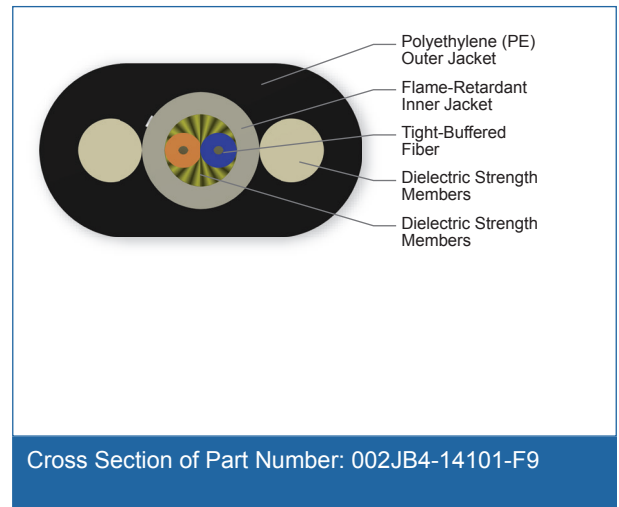 Polyethylene (PE)
Outer Jacket
Flame-Retardant
Inner Jacket
Tight-Buffered
Fiber
Dielectric Strength
Members
Dielectric Strength
Members
Cross Section of Part Number: 002JB4-14101-F9